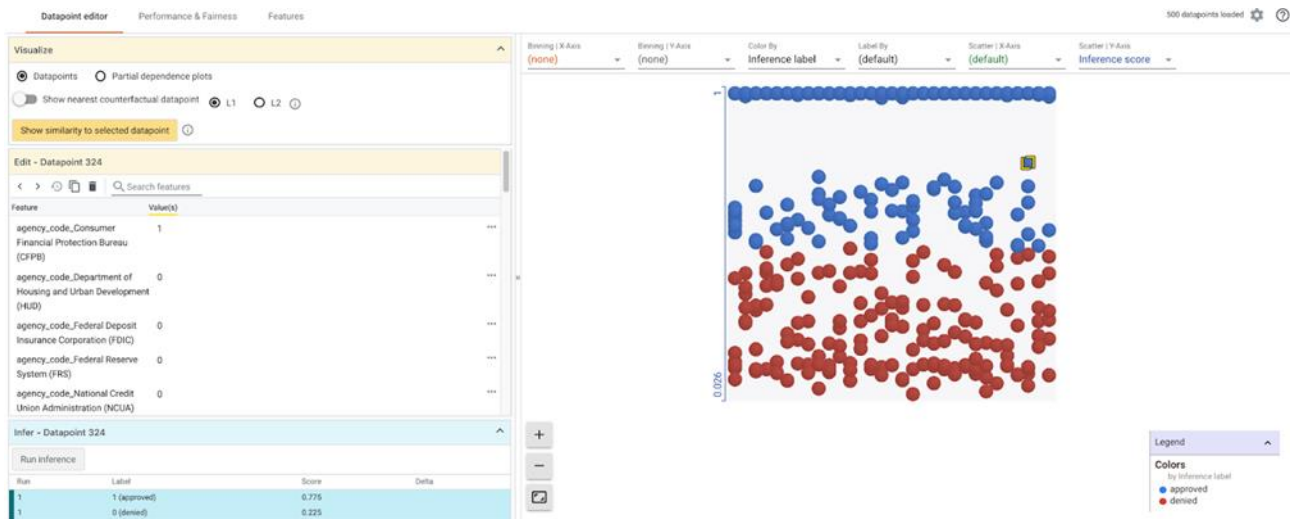 Datapoint editor Performance & Fairness Features 500 datapoints loaded
Visualize
Datapoints Partial dependence plots
Show nearest counterfactual datapoint L1 L2
Show similarity to selected datapoint
Edit - Datapoint 324
Search features
Feature Value(s)
agency_code_Consumer 1
Financial Protection Bureau
(CFPB)
agency_code_Department of 0
Housing and Urban Development
(HUD)
agency_code_Federal Deposit 0
Insurance Corporation (FDIC)
agency_code_Federal Reserve 0
System (FRS)
agency_code_National Credit 0
Union Administration (NCUA)
Infer - Datapoint 324
Run inference
Run Label Score Delta
1 1 (approved) 0.775
1 0 (denied) 0.225
Binning | X-Axis Binning | Y-Axis Color By Label By Scatter | X-Axis Scatter | Y-Axis
(none) (none) Inference label (default) (default) Inference score
1
0.026
Legend
Colors
by Inference label
approved
denied